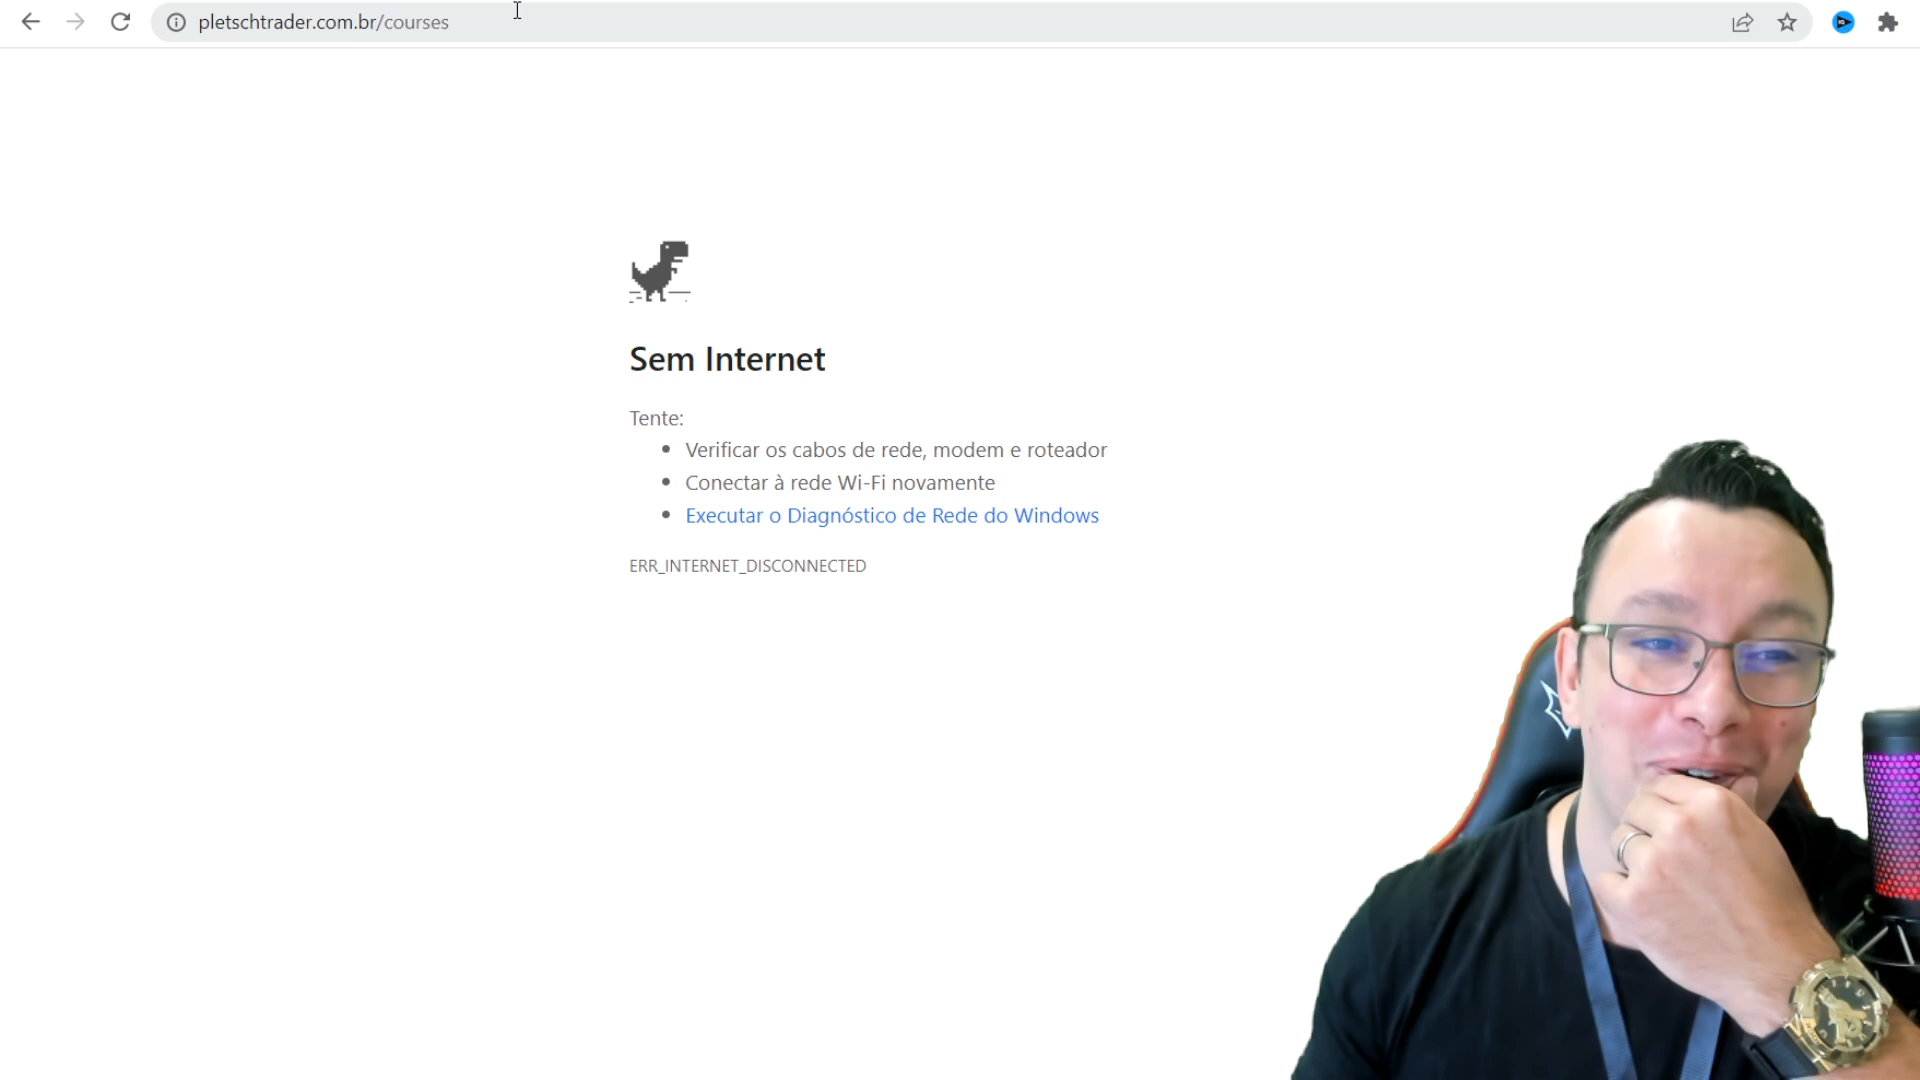 pletschtrader.com.br/courses
Sem Internet
Tente:
Verificar os cabos de rede, modem e roteador
Conectar à rede Wi-Fi novamente
Executar o Diagnóstico de Rede do Windows
ERR_INTERNET_DISCONNECTED